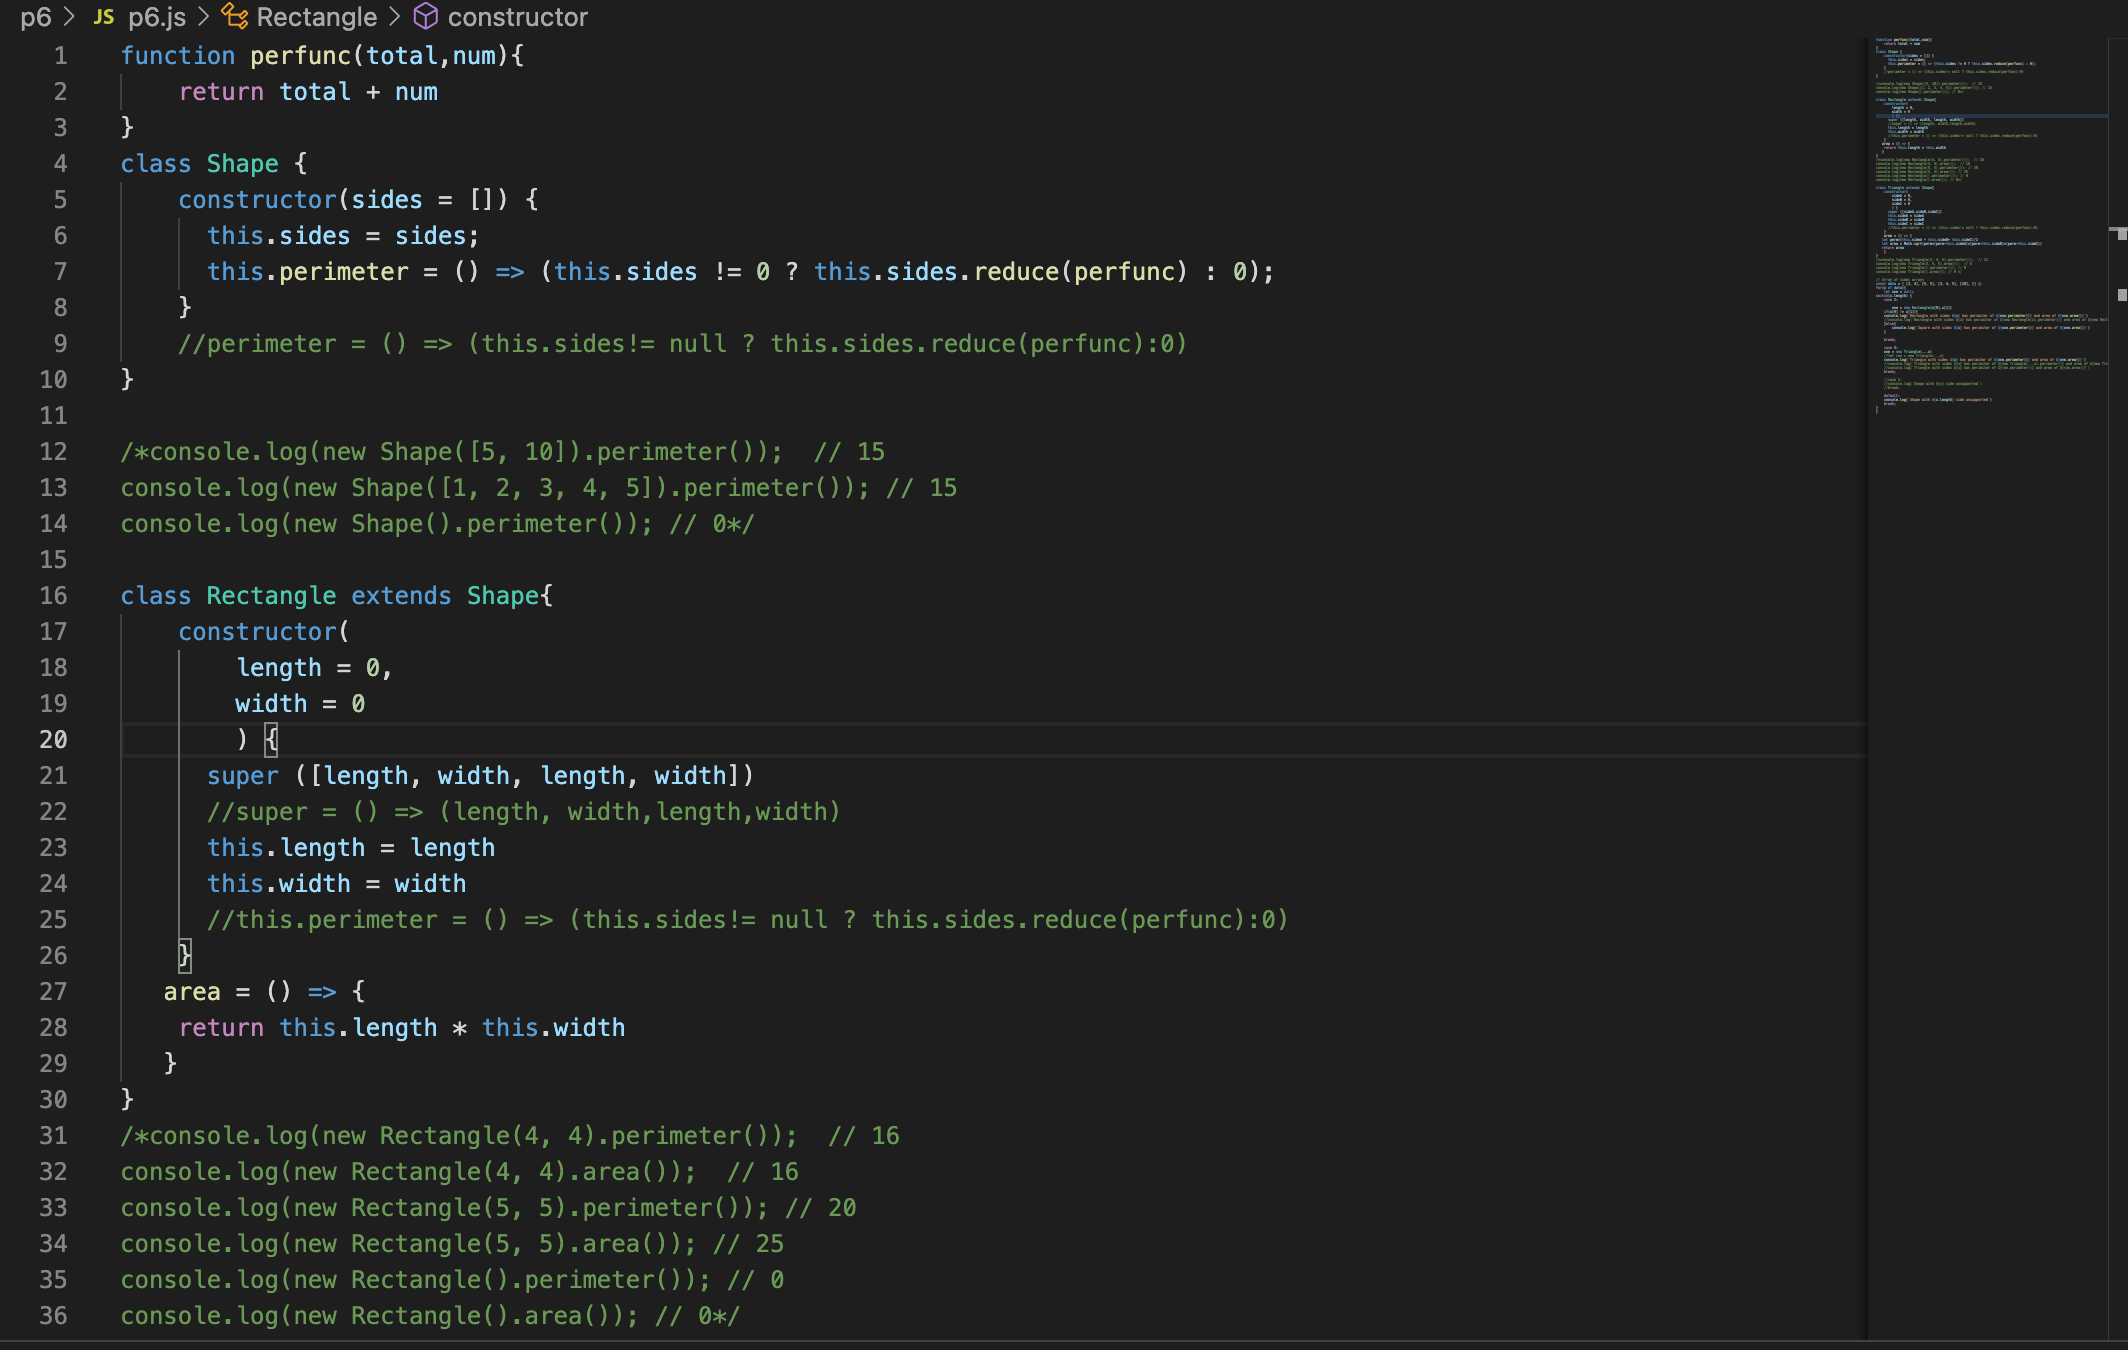 p6 > JS p6.js > Rectangle > constructor
1 function perfunc(total,num){
2 return total + num
3 }
4 class Shape {
5 constructor(sides = []) {
6 this.sides = sides;
7 this.perimeter = () => (this.sides != 0 ? this.sides.reduce(perfunc) : 0);
8 }
9 //perimeter = () => (this.sides!= null ? this.sides.reduce(perfunc):0)
10 }
11
12 /*console.log(new Shape([5, 10]).perimeter());  // 15
13 console.log(new Shape([1, 2, 3, 4, 5]).perimeter()); // 15
14 console.log(new Shape().perimeter()); // 0*/
15
16 class Rectangle extends Shape{
17 constructor(
18 length = 0,
19 width = 0
20 ) {
21 super ([length, width, length, width])
22 //super = () => (length, width,length,width)
23 this.length = length
24 this.width = width
25 //this.perimeter = () => (this.sides!= null ? this.sides.reduce(perfunc):0)
26 }
27 area = () => {
28 return this.length * this.width
29 }
30 }
31 /*console.log(new Rectangle(4, 4).perimeter());  // 16
32 console.log(new Rectangle(4, 4).area());  // 16
33 console.log(new Rectangle(5, 5).perimeter()); // 20
34 console.log(new Rectangle(5, 5).area()); // 25
35 console.log(new Rectangle().perimeter()); // 0
36 console.log(new Rectangle().area()); // 0*/